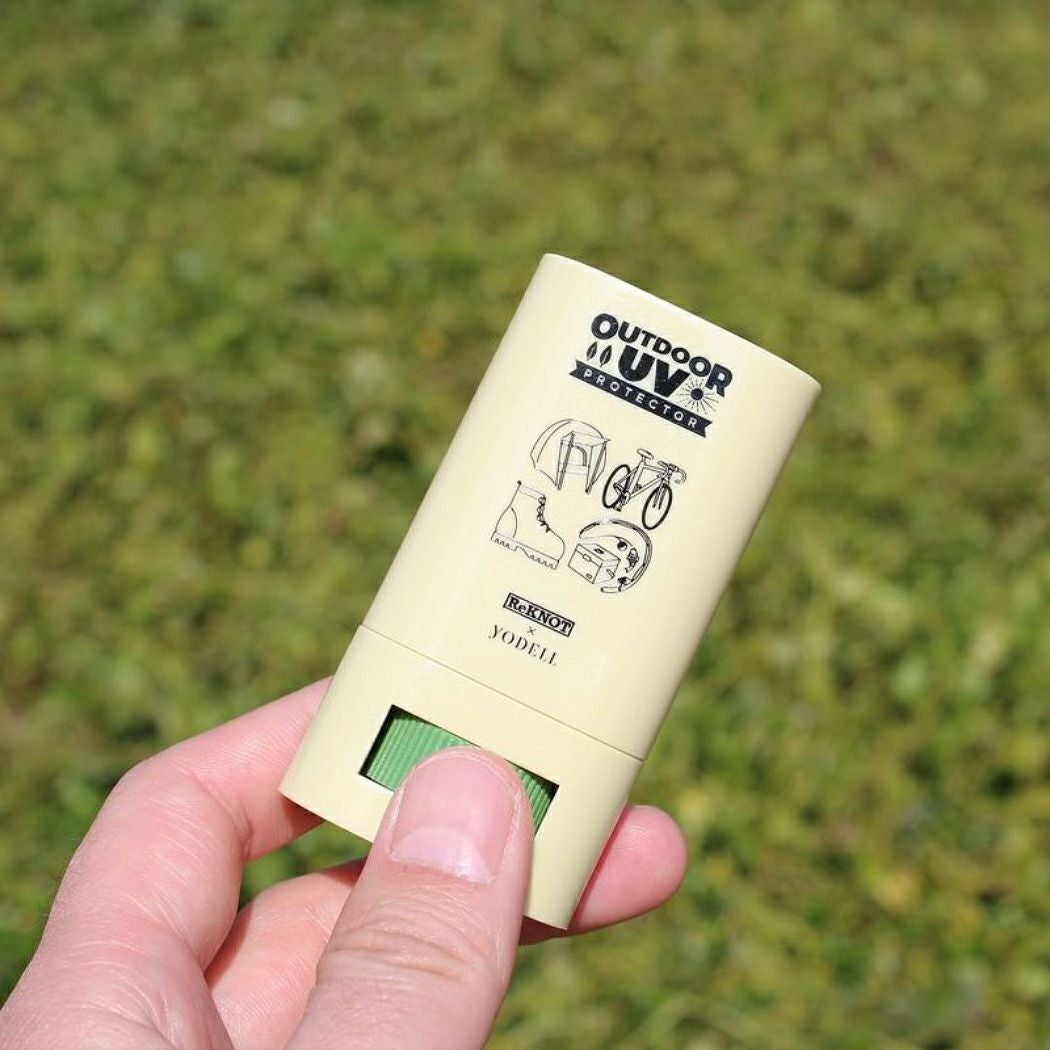 OUTDOOR
UV
PROTECTOR
ReKNOT
×
YODELL